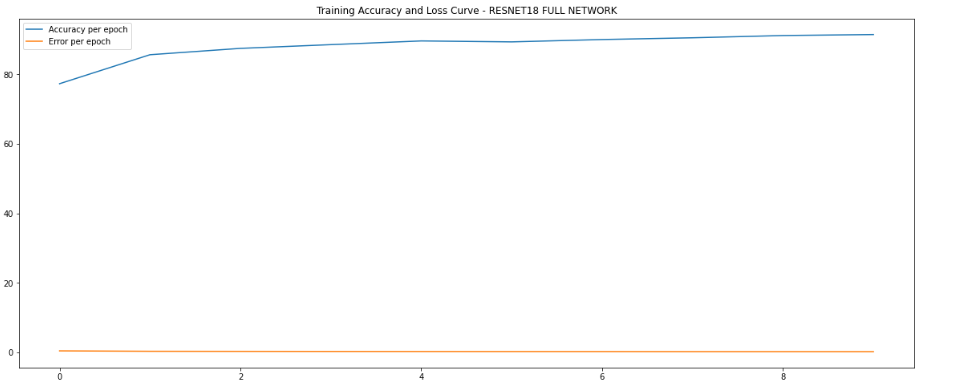 Training Accuracy and Loss Curve - RESNET18 FULL NETWORK
Accuracy per epoch
Error per epoch
80
60
40
20
0
0 2 4 6 8